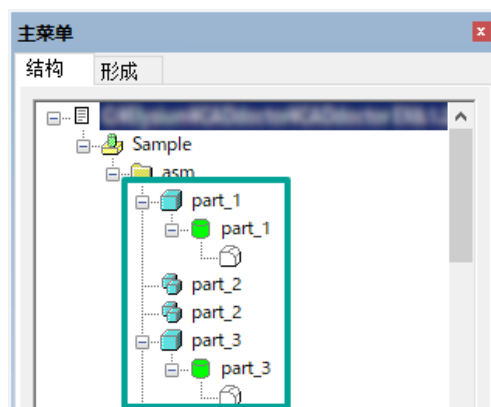 主菜单
结构 形成
Sample
asm
part_1
part_1
part_2
part_2
part_3
part_3